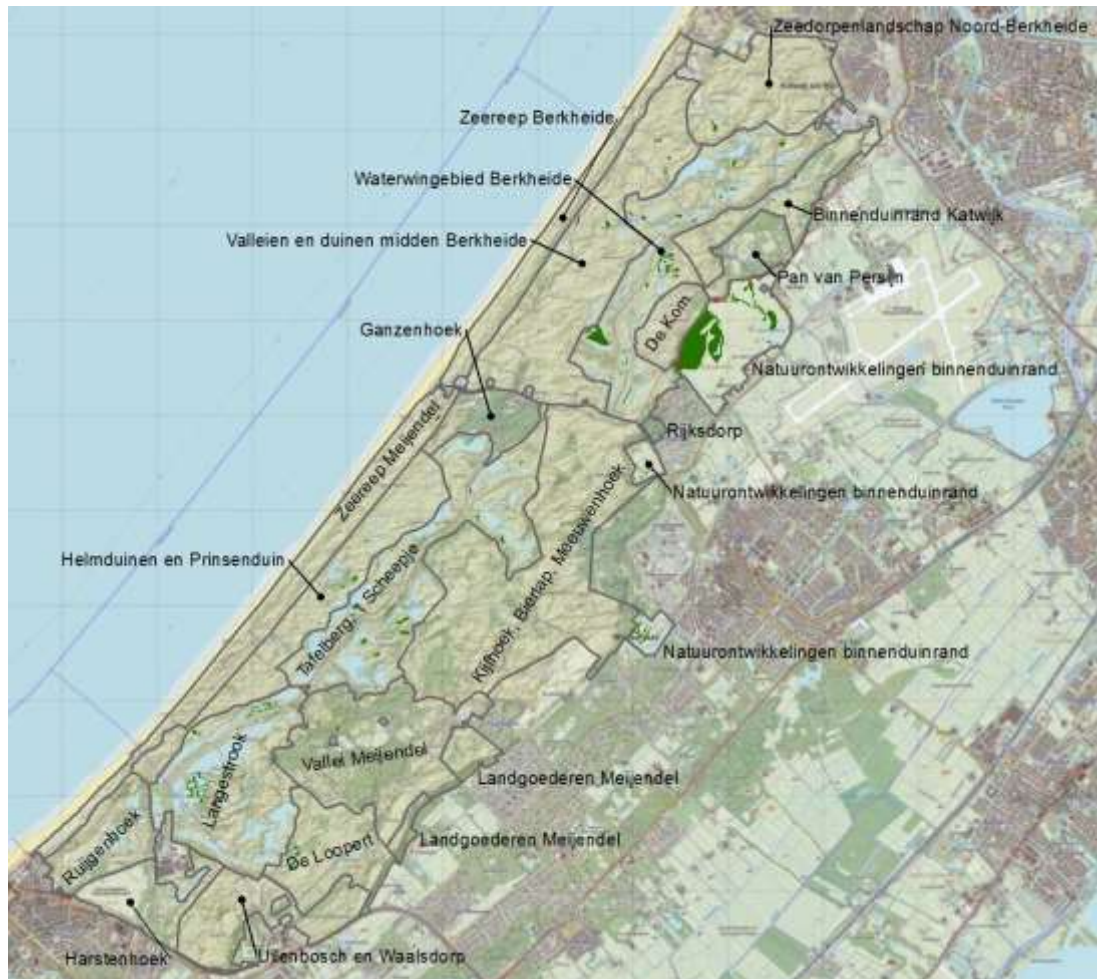 Zeedorpenlandschap Noord-Berkheide
Zeereep Berkheide
Waterwingebied Berkheide
Binnenduinrand Katwijk
Valleien en duinen midden Berkheide
Pan van Persijn
De Kom
Ganzenhoek
Natuurontwikkelingen binnenduinrand
Zeereep Meijendel
Rijksdorp
Natuurontwikkelingen binnenduinrand
Helmduinen en Prinsenduin
Tafelberg, 't Scheepje
Kijfhoek, Bierlap, Meeuwenhoek
Natuurontwikkelingen binnenduinrand
Vallei Meijendel
Langestrook
Landgoederen Meijendel
Ruijgenhoek
De Loopert
Landgoederen Meijendel
Harstenhoek
Uilenbosch en Waalsdorp